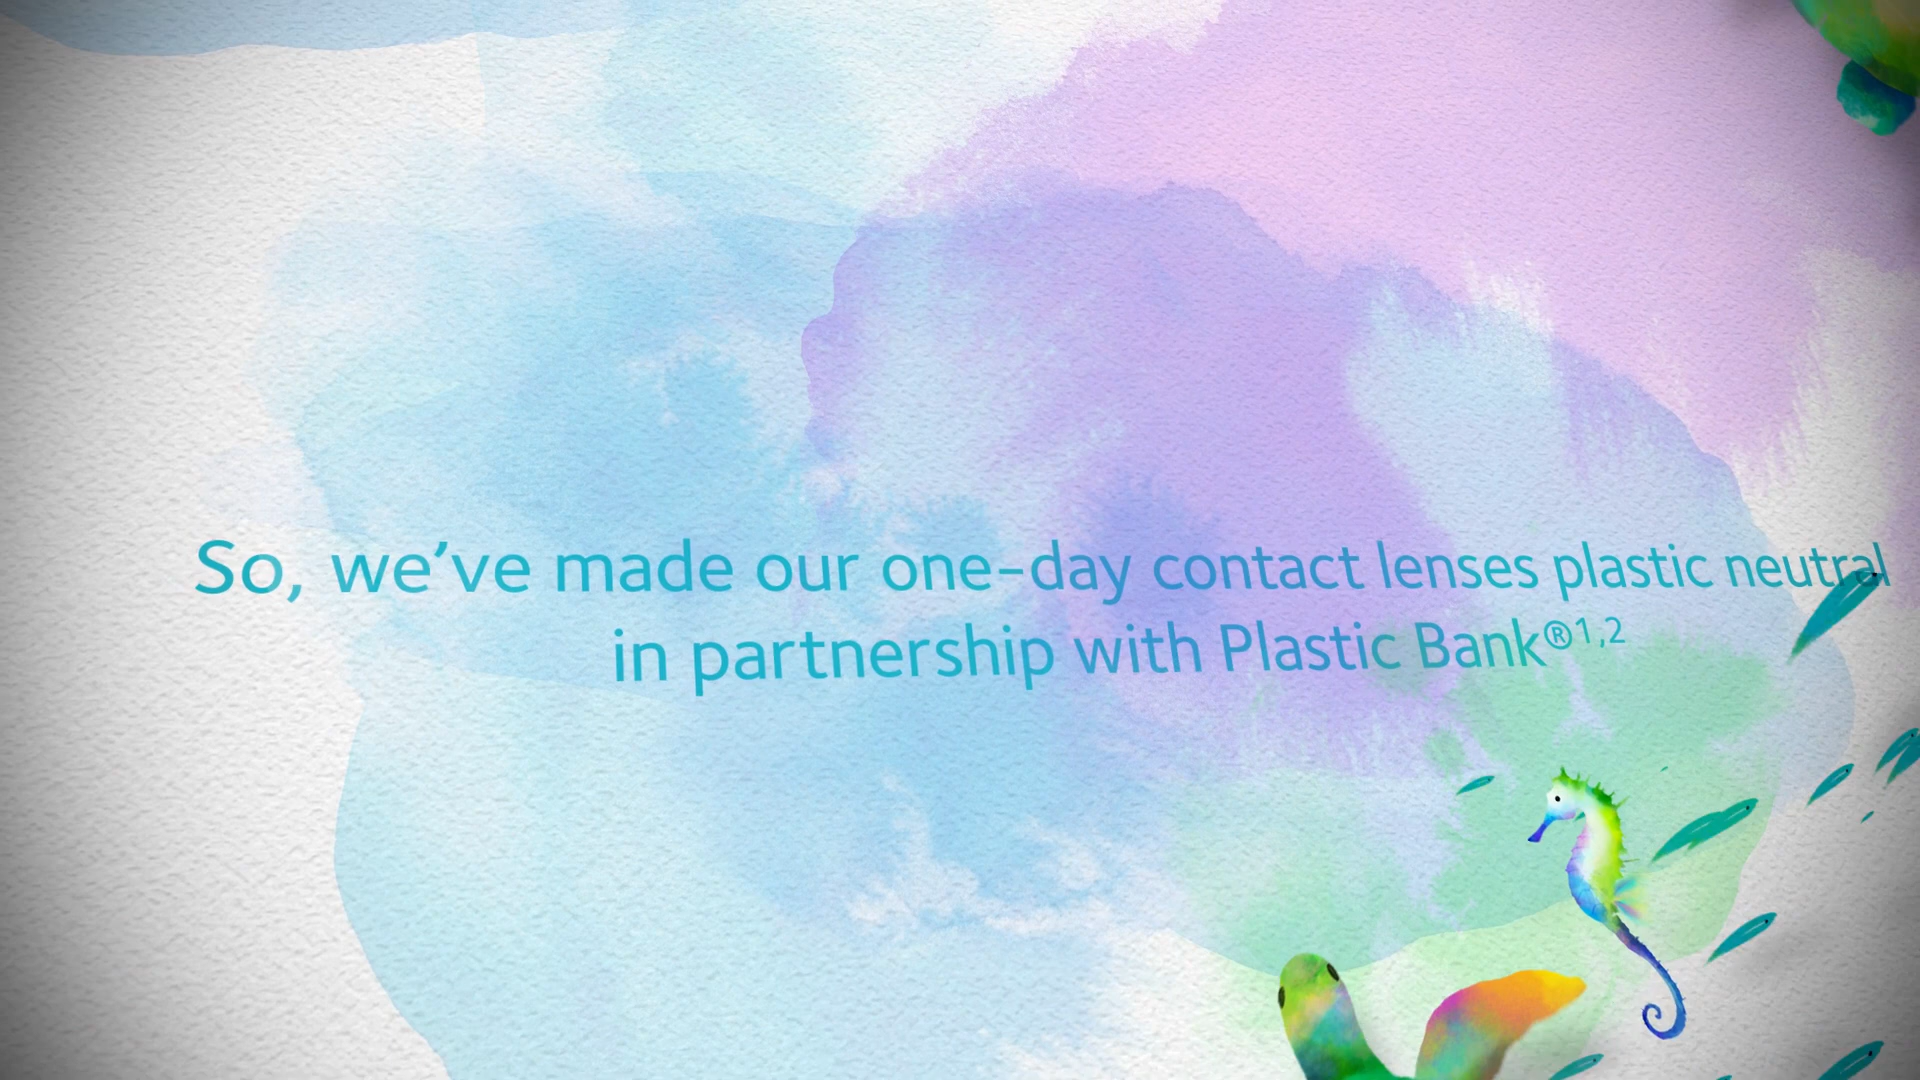 So, we’ve made our one-day contact lenses plastic neutral
in partnership with Plastic Bank®1,2